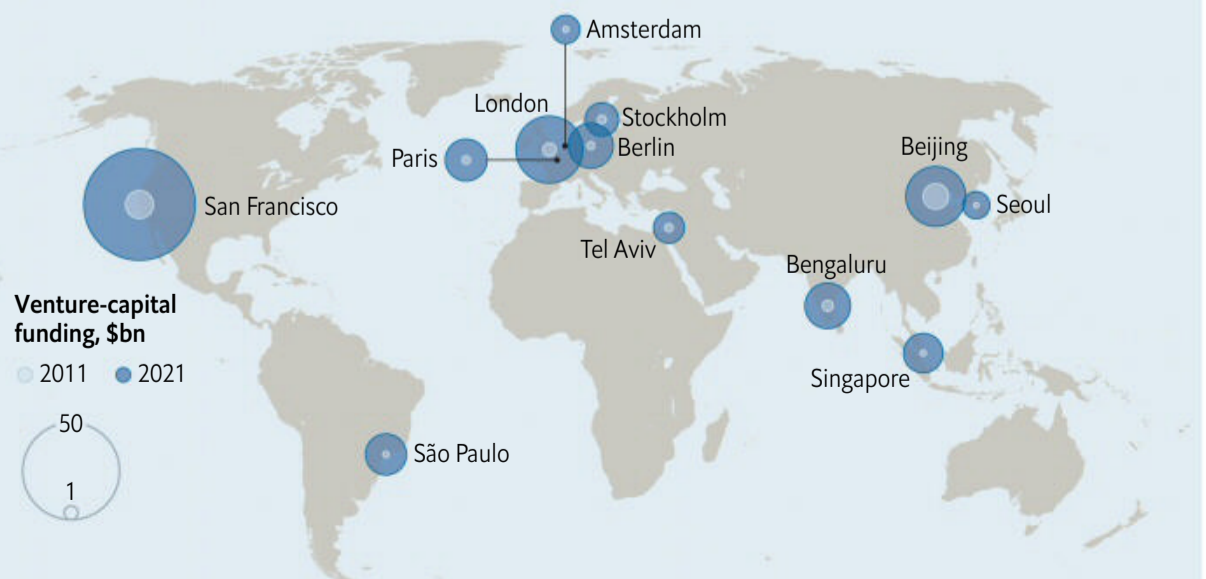 Amsterdam
London
Stockholm
Paris
Berlin
Beijing
San Francisco
Seoul
Tel Aviv
Bengaluru
Venture-capital
funding, $bn
2011 2021
Singapore
50
São Paulo
1